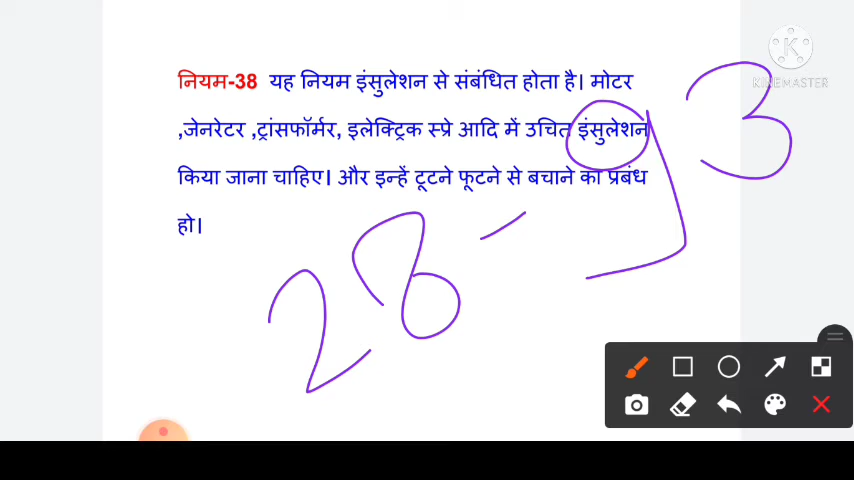 नियम-38 यह नियम इंसुलेशन से संबंधित होता है। मोटर
,जेनरेटर ,ट्रांसफॉर्मर, इलेक्ट्रिक स्प्रे आदि में उचित इंसुलेशन
किया जाना चाहिए। और इन्हें टूटने फूटने से बचाने का प्रबंध
हो।
KINEMASTER
3
28 -